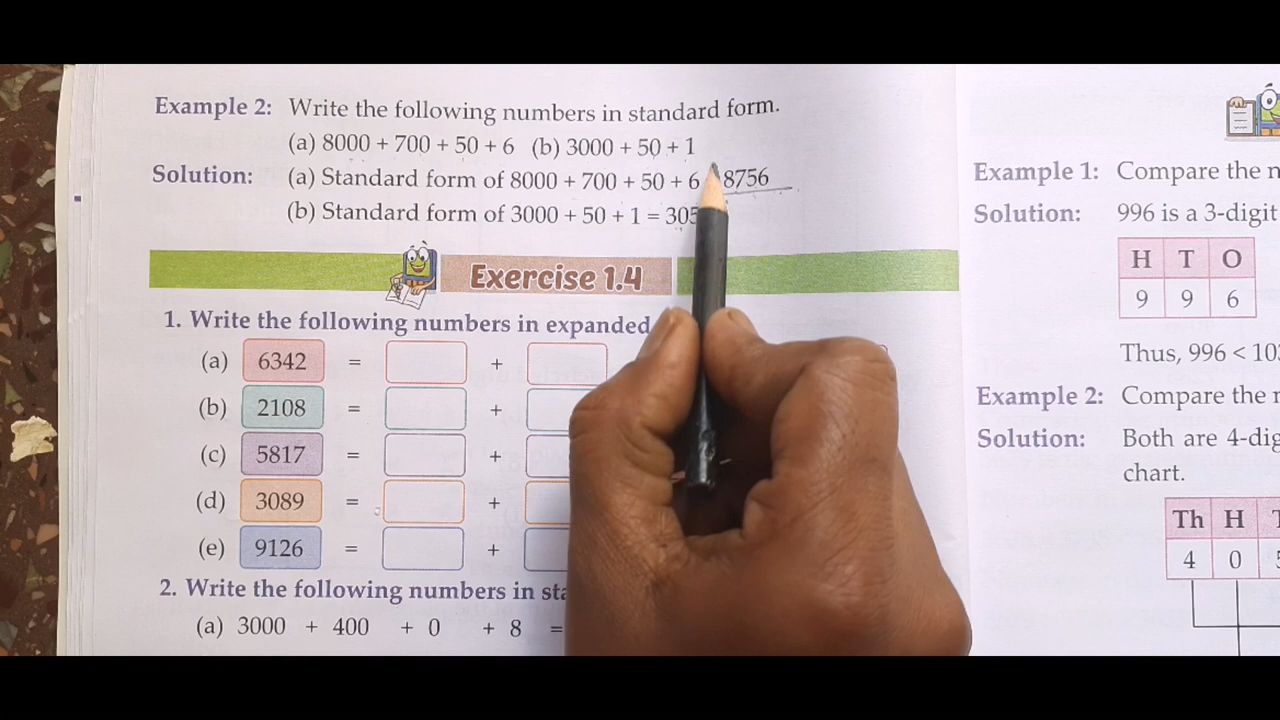 Example 2: Write the following numbers in standard form.
(a) 8000 + 700 + 50 + 6 (b) 3000 + 50 + 1
Solution: (a) Standard form of 8000 + 700 + 50 + 6 8756
(b) Standard form of 3000 + 50 + 1 = 305
Exercise 1.4
1. Write the following numbers in expanded
(a) 6342 = +
(b) 2108 = +
(c) 5817 = +
(d) 3089 = +
(e) 9126 = +
2. Write the following numbers in
(a) 3000 + 400 + 0 + 8 =
Example 1: Compare the
Solution: 996 is a 3-digit
H T O
9 9 6
Thus, 996 <
Example 2: Compare the
Solution: Both are
chart.
Th H
4 0